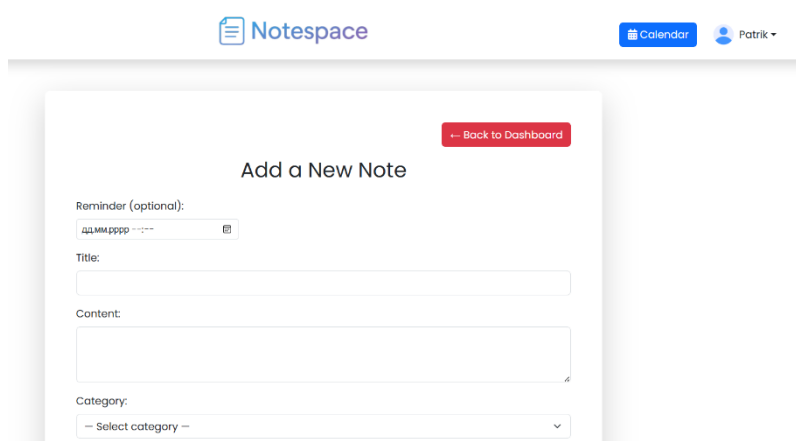 Notespace
Calendar
Patrik
← Back to Dashboard
Add a New Note
Reminder (optional):
дд.мм.рррр --:--
Title:
Content:
Category:
— Select category —